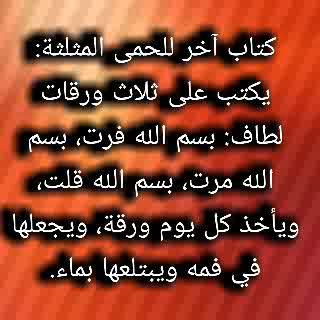 كتاب آخر للحمى المثلثة:
يكتب على ثلاث ورقات
لطاف: بسم الله فرت، بسم
الله مرت، بسم الله قلت،
ويأخذ كل يوم ورقة، ويجعلها
في فمه ويبتلعها بماء.